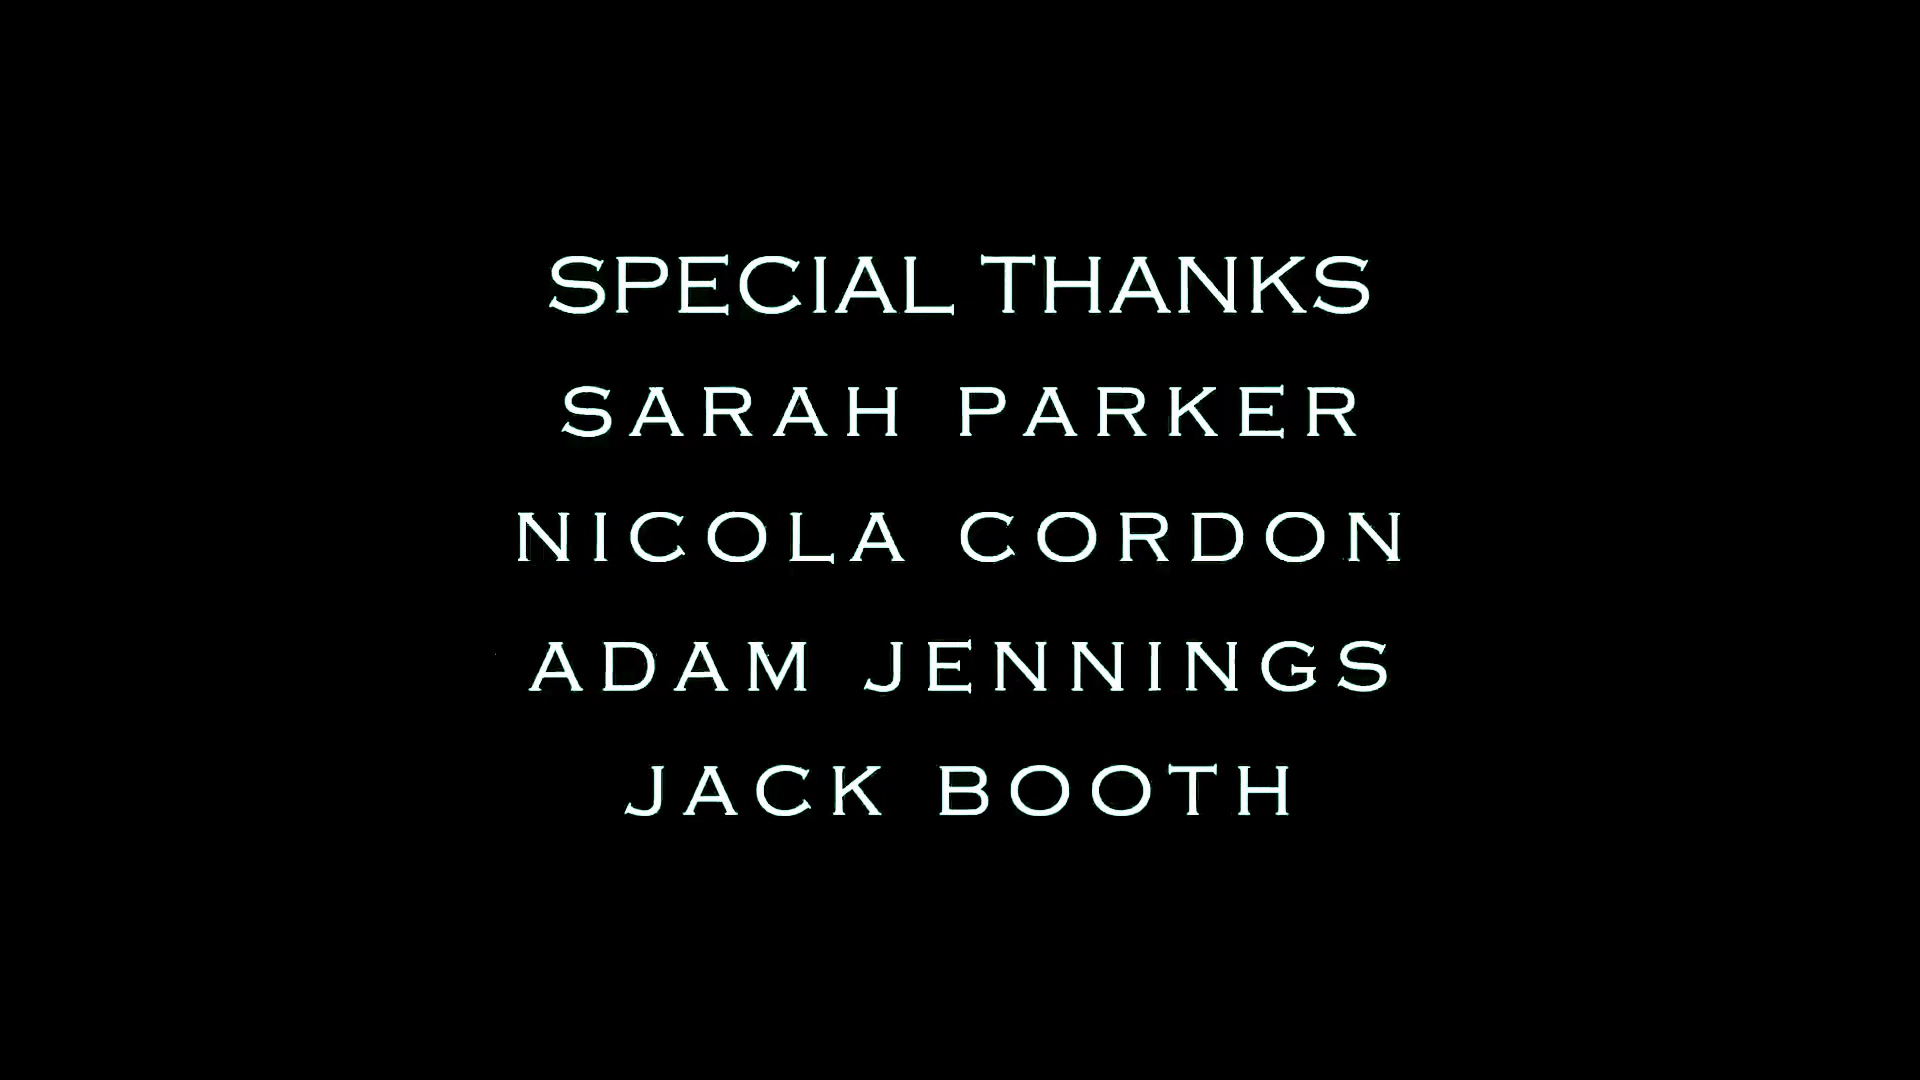 SPECIAL THANKS
SARAH PARKER
NICOLA CORDON
ADAM JENNINGS
JACK BOOTH